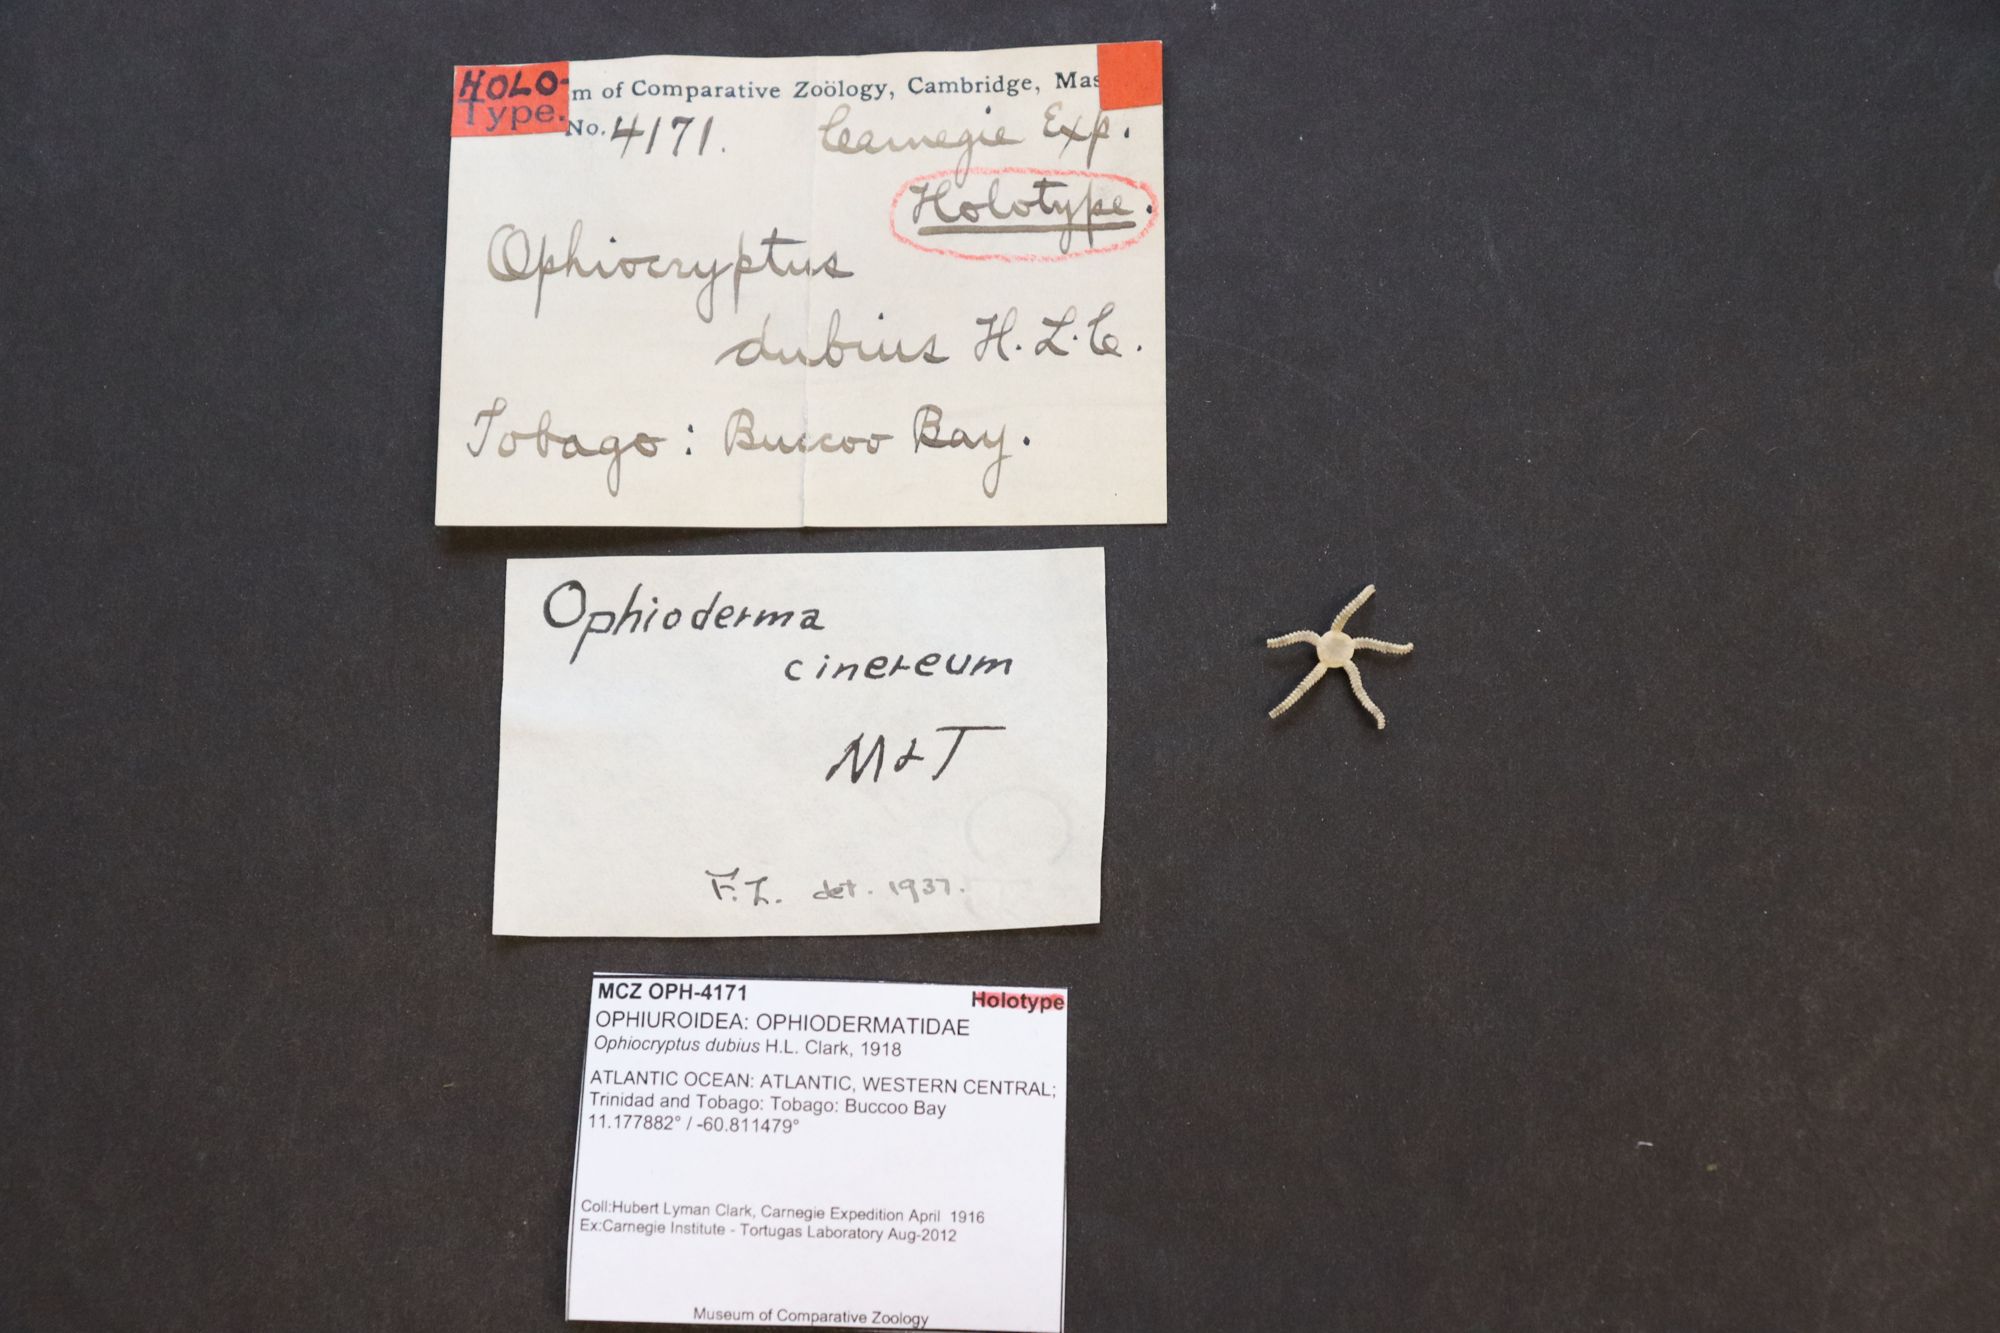 HOLO-
Type.
m of Comparative Zoölogy, Cambridge, Mas
No. 4171. Carnegie Exp.
Holotype.
Ophiocryptus
dubius H. L. C.
Tobago: Buccoo Bay.
Ophioderma
cinereum
M & T
F. Z. det. 1937.
MCZ OPH-4171 Holotype
OPHIUROIDEA: OPHIODERMATIDAE
Ophiocryptus dubius H.L. Clark, 1918
ATLANTIC OCEAN: ATLANTIC, WESTERN CENTRAL;
Trinidad and Tobago: Tobago: Buccoo Bay
11.177882° / -60.811479°
Coll:Hubert Lyman Clark, Carnegie Expedition April 1916
Ex:Carnegie Institute - Tortugas Laboratory Aug-2012
Museum of Comparative Zoology